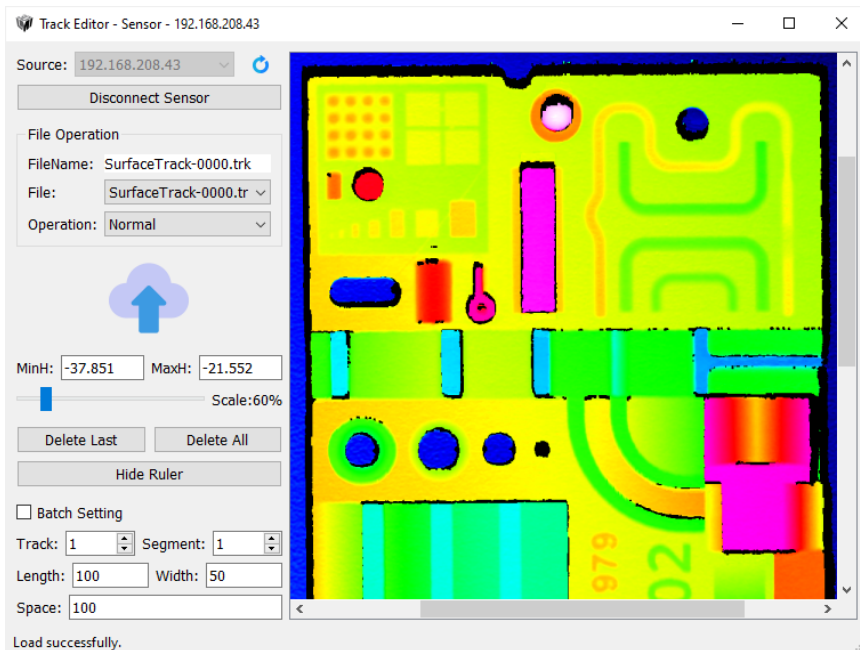 Track Editor - Sensor - 192.168.208.43
Source: 192.168.208.43
Disconnect Sensor
File Operation
FileName: SurfaceTrack-0000.trk
File: SurfaceTrack-0000.tr
Operation: Normal
MinH: -37.851 MaxH: -21.552
Scale:60%
Delete Last Delete All
Hide Ruler
Batch Setting
Track: 1 Segment: 1
Length: 100 Width: 50
Space: 100
Load successfully.
979
02